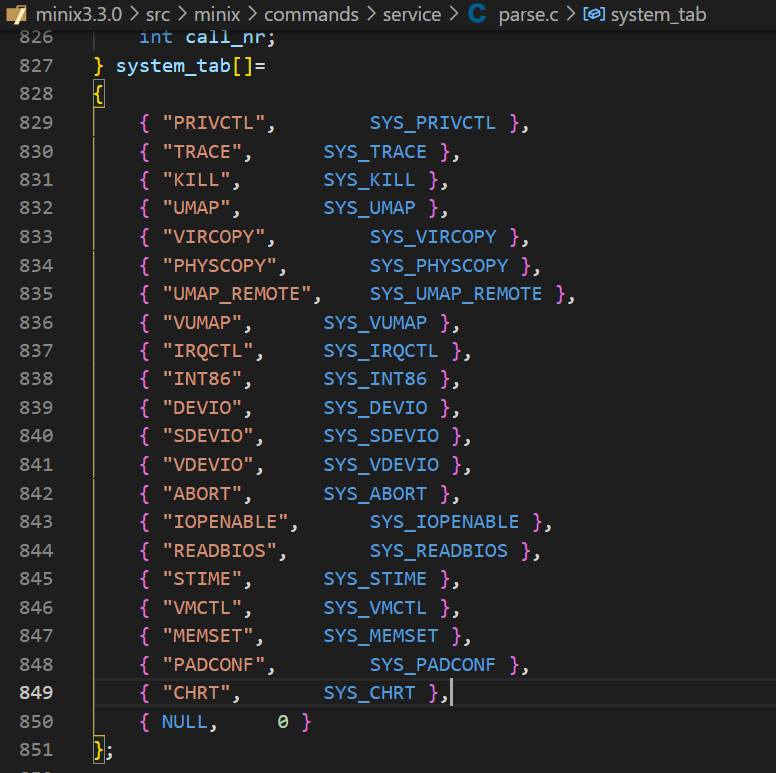 minix3.3.0 > src > minix > commands > service > C parse.c > system_tab
826 int call_nr;
827 } system_tab[]=
828 {
829 { "PRIVCTL", SYS_PRIVCTL },
830 { "TRACE", SYS_TRACE },
831 { "KILL", SYS_KILL },
832 { "UMAP", SYS_UMAP },
833 { "VIRCOPY", SYS_VIRCOPY },
834 { "PHYSCOPY", SYS_PHYSCOPY },
835 { "UMAP_REMOTE", SYS_UMAP_REMOTE },
836 { "VUMAP", SYS_VUMAP },
837 { "IRQCTL", SYS_IRQCTL },
838 { "INT86", SYS_INT86 },
839 { "DEVIO", SYS_DEVIO },
840 { "SDEVIO", SYS_SDEVIO },
841 { "VDEVIO", SYS_VDEVIO },
842 { "ABORT", SYS_ABORT },
843 { "IOPENABLE", SYS_IOPENABLE },
844 { "READBIOS", SYS_READBIOS },
845 { "STIME", SYS_STIME },
846 { "VMCTL", SYS_VMCTL },
847 { "MEMSET", SYS_MEMSET },
848 { "PADCONF", SYS_PADCONF },
849 { "CHRT", SYS_CHRT },
850 { NULL, 0 }
851 };